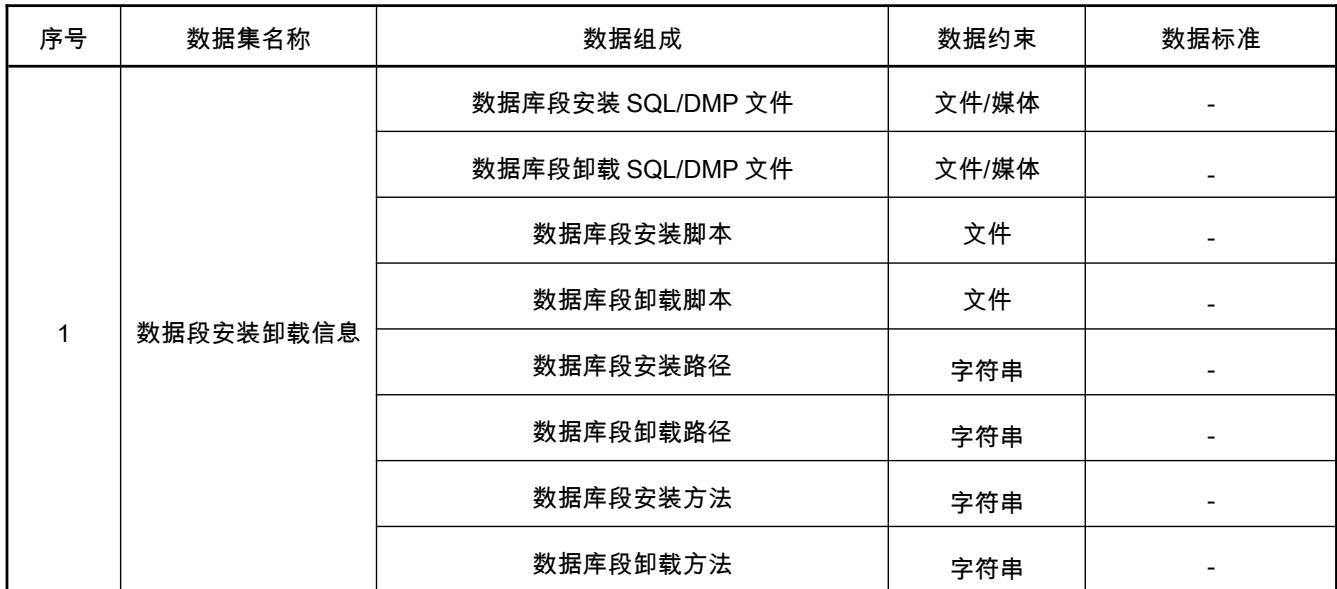 序号 数据集名称 数据组成 数据约束 数据标准
数据库段安装 SQL/DMP 文件 文件/媒体 -
数据库段卸载 SQL/DMP 文件 文件/媒体 -
数据库段安装脚本 文件 -
数据库段卸载脚本 文件 -
1 数据段安装卸载信息
数据库段安装路径 字符串 -
数据库段卸载路径 字符串 -
数据库段安装方法 字符串 -
数据库段卸载方法 字符串 -